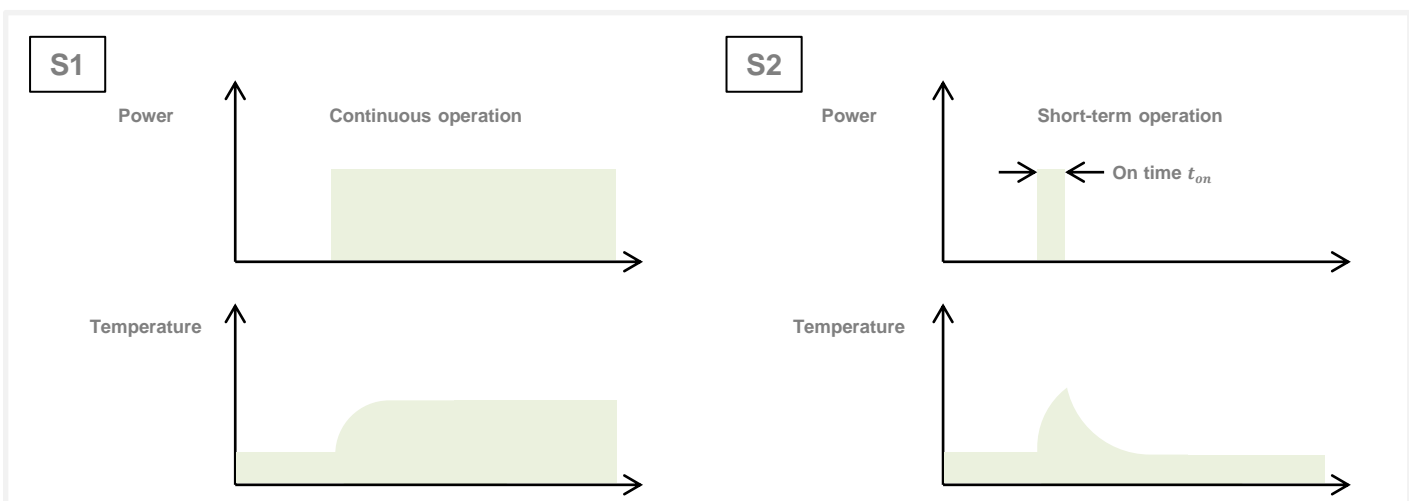 S1
Power
Continuous operation
Temperature
S2
Power
Short-term operation
On time t_on
Temperature